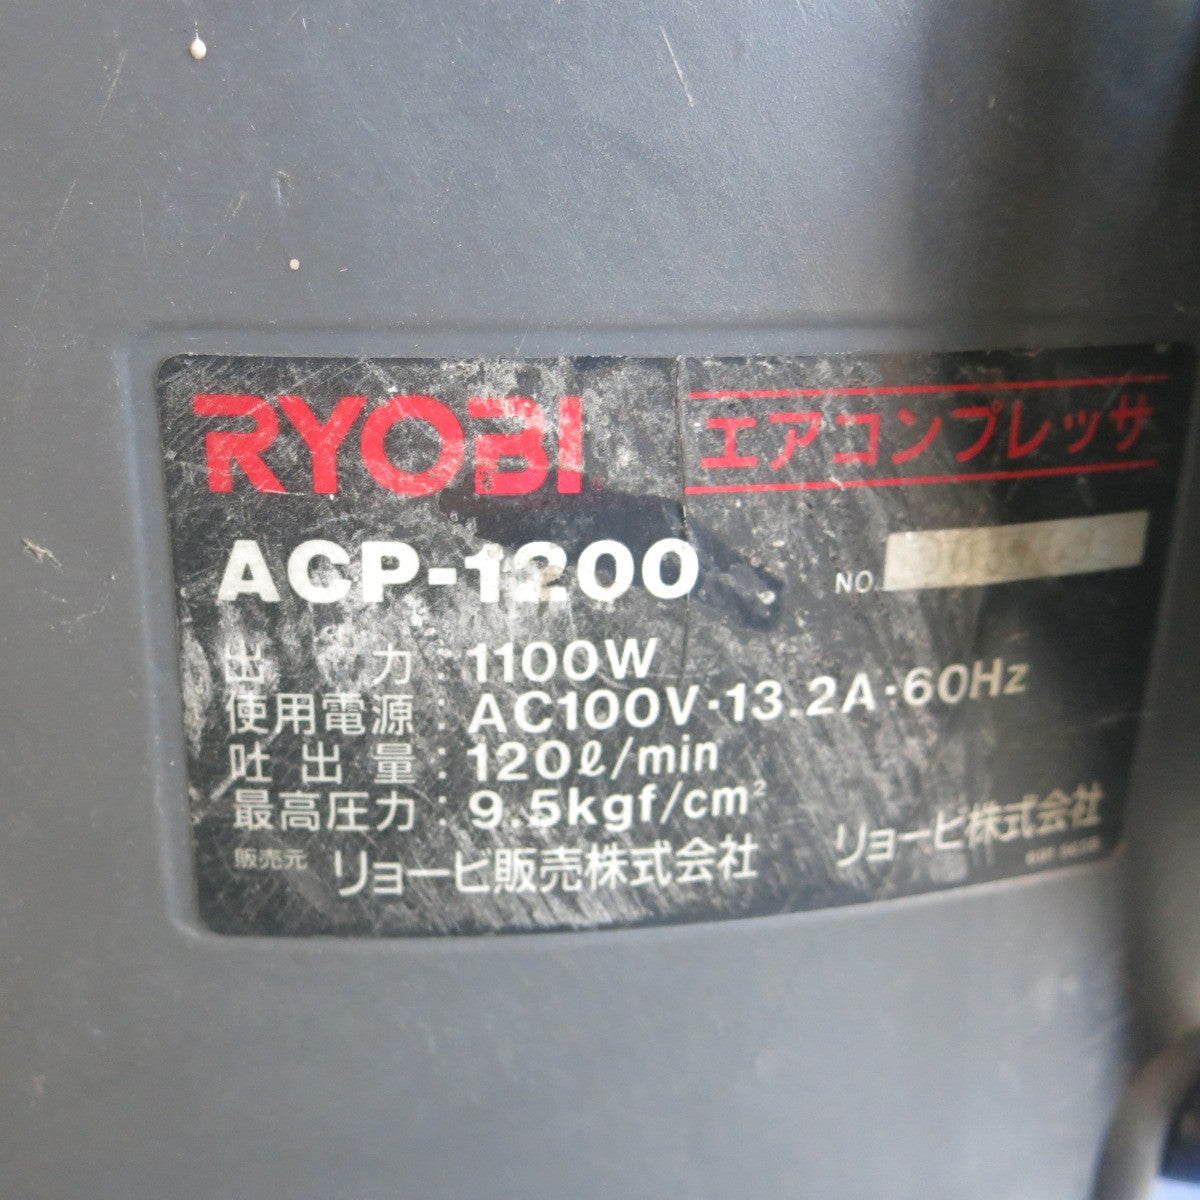 RYOBI エアコンプレッサ
ACP-1200 NO.
出力:1100W
使用電源:AC100V·13.2A·60Hz
吐出量:120ℓ/min
最高圧力:9.5kgf/cm²
販売元 リョービ販売株式会社 リョービ株式会社